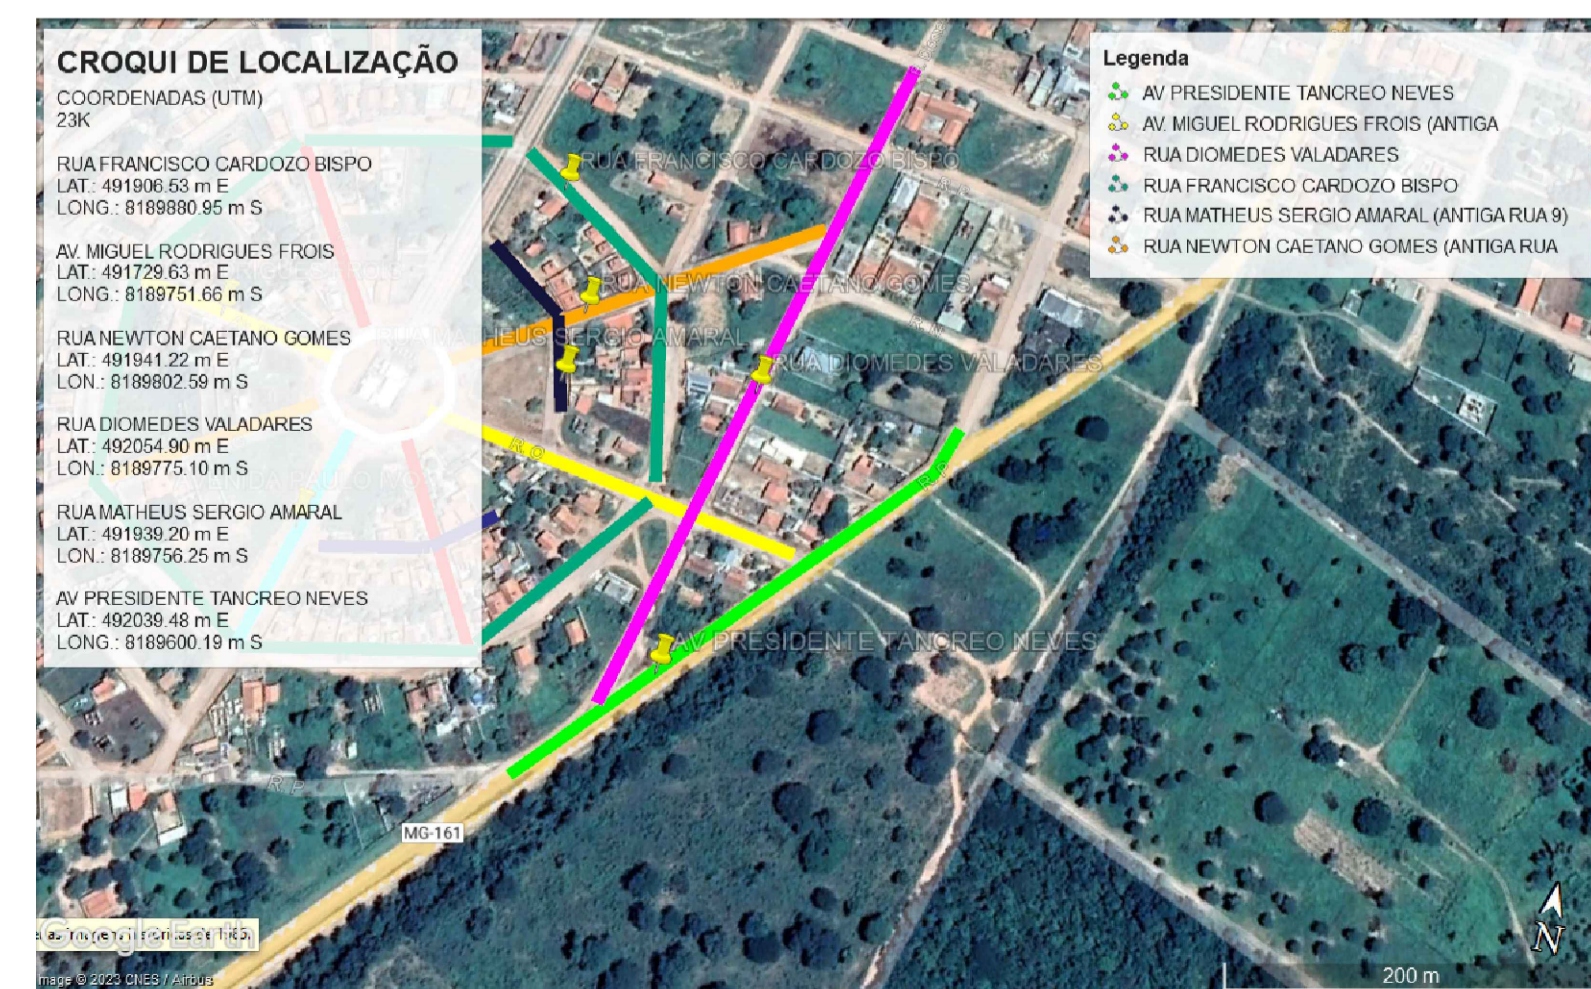 CROQUI DE LOCALIZAÇÃO
COORDENADAS (UTM)
23K
RUA FRANCISCO CARDOZO BISPO
LAT.: 491906.53 m E
LONG.: 8189880.95 m S
AV. MIGUEL RODRIGUES FROIS
LAT.: 491729.63 m E
LONG.: 8189751.66 m S
RUA NEWTON CAETANO GOMES
LAT.: 491941.22 m E
LON.: 8189802.59 m S
RUA DIOMEDES VALADARES
LAT.: 492054.90 m E
LON.: 8189775.10 m S
RUA MATHEUS SERGIO AMARAL
LAT.: 491939.20 m E
LON.: 8189756.25 m S
AV PRESIDENTE TANCREO NEVES
LAT.: 492039.48 m E
LONG.: 8189600.19 m S
Legenda
AV PRESIDENTE TANCREO NEVES
AV. MIGUEL RODRIGUES FROIS (ANTIGA
RUA DIOMEDES VALADARES
RUA FRANCISCO CARDOZO BISPO
RUA MATHEUS SERGIO AMARAL (ANTIGA RUA 9)
RUA NEWTON CAETANO GOMES (ANTIGA RUA
RUA FRANCISCO CARDOZO BISPO
RUA NEWTON CAETANO GOMES
RUA MATHEUS SERGIO AMARAL
RUA DIOMEDES VALADARES
R N
R O
R P
AV PRESIDENTE TANCREO NEVES
AVENIDA PAULO IVOS
R P
MG-161
Google Earth
Image © 2023 CNES / Airbus
N
200 m